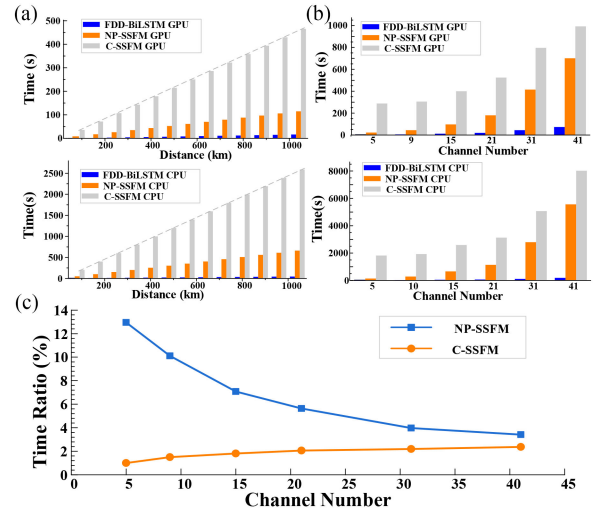 (a)
500
400
300
200
100
0
Time (s)
FDD-BiLSTM GPU
NP-SSFM GPU
C-SSFM GPU
200 400 600 800 1000
Distance (km)
2500
2000
1500
1000
500
0
Time(s)
FDD-BiLSTM CPU
NP-SSFM CPU
C-SSFM CPU
200 400 600 800 1000
Distance (km)
(b)
1000
800
600
400
200
0
Time (s)
FDD-BiLSTM GPU
NP-SSFM GPU
C-SSFM GPU
5 9 15 21 31 41
Channel Number
8000
6000
4000
2000
0
Time(s)
FDD-BiLSTM CPU
NP-SSFM CPU
C-SSFM CPU
5 10 15 21 31 41
Channel Number
(c)
14
12
10
8
6
4
2
0
Time Ratio (%)
NP-SSFM
C-SSFM
0 5 10 15 20 25 30 35 40 45
Channel Number